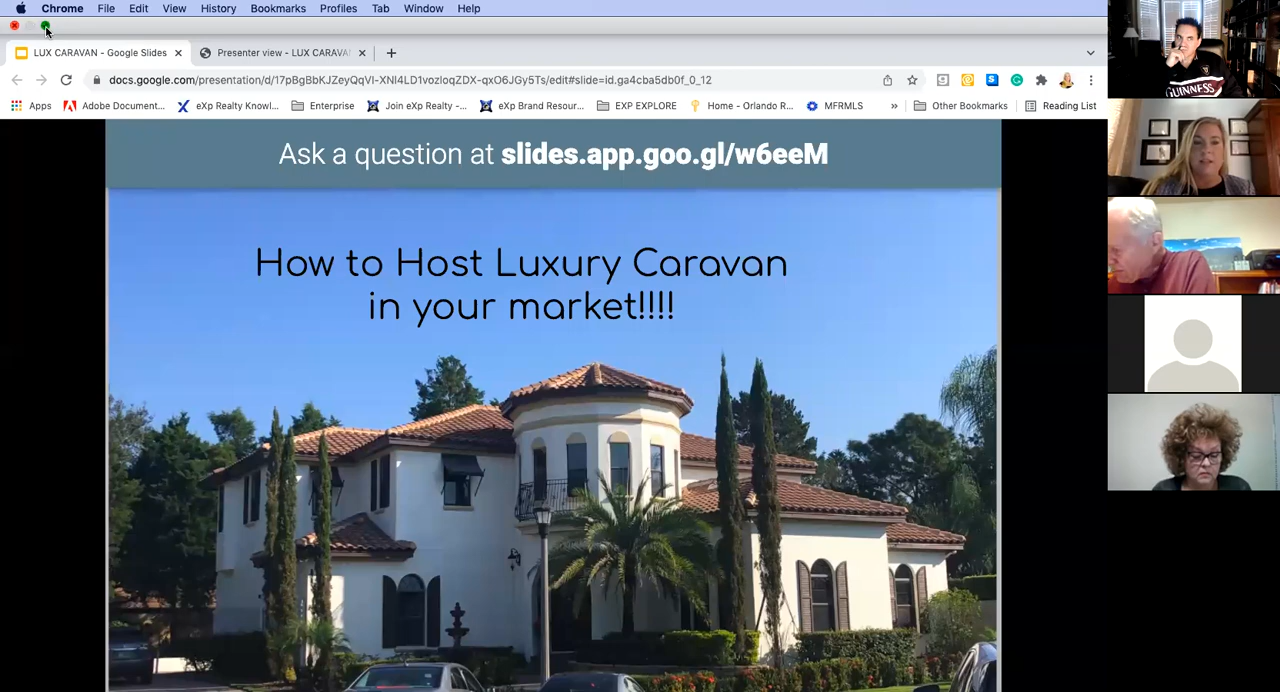 Chrome File Edit View History Bookmarks Profiles Tab Window Help
LUX CARAVAN - Google Slides Presenter view - LUX CARAVA
docs.google.com/presentation/d/17pBgBbKJZeyQqVI-XNI4LD1vozloqZDX-qxO6JGy5Ts/edit#slide=id.ga4cba5db0f_0_12
Apps Adobe Document... eXp Realty Knowl... Enterprise Join eXp Realty -... eXp Brand Resour... EXP EXPLORE Home - Orlando R... MFRMLS » Other Bookmarks Reading List
Ask a question at slides.app.goo.gl/w6eeM
How to Host Luxury Caravan
in your market!!!!
GUINNESS